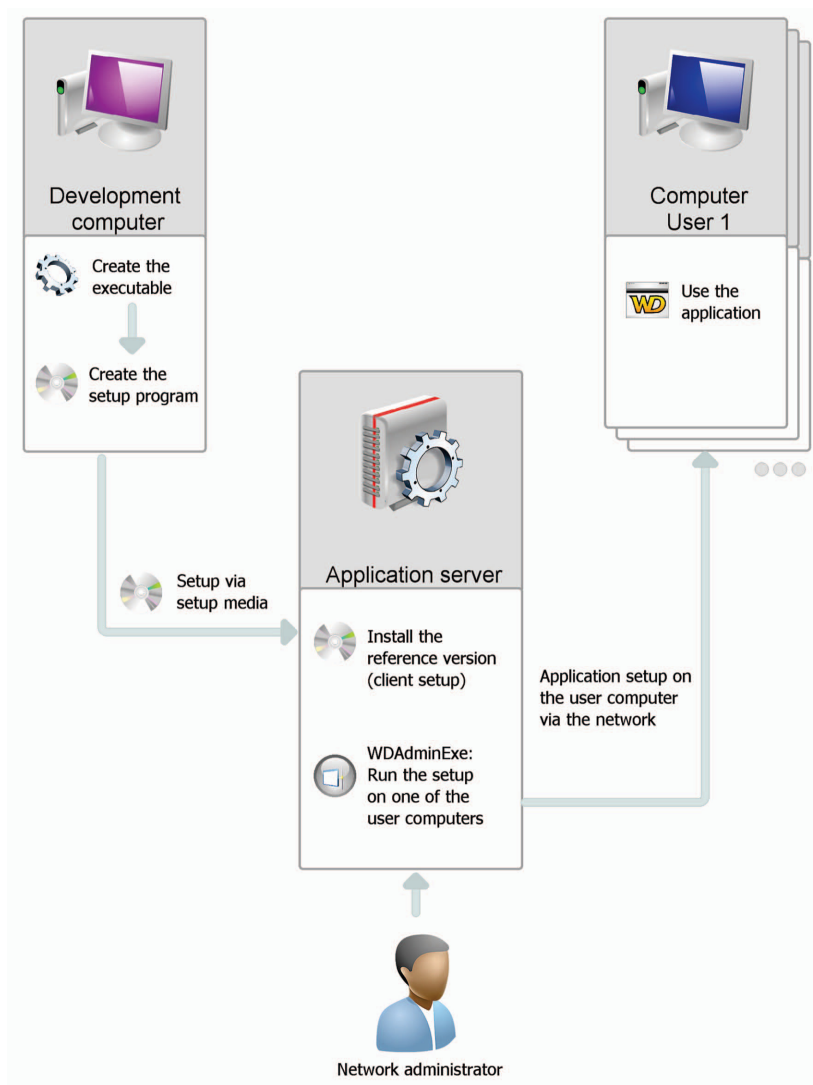 Development
computer
Create the
executable
Create the
setup program
Computer
User 1
WD
Use the
application
Setup via
setup media
Application server
Install the
reference version
(client setup)
WDAdminExe:
Run the setup
on one of the
user computers
Application setup on
the user computer
via the network
Network administrator